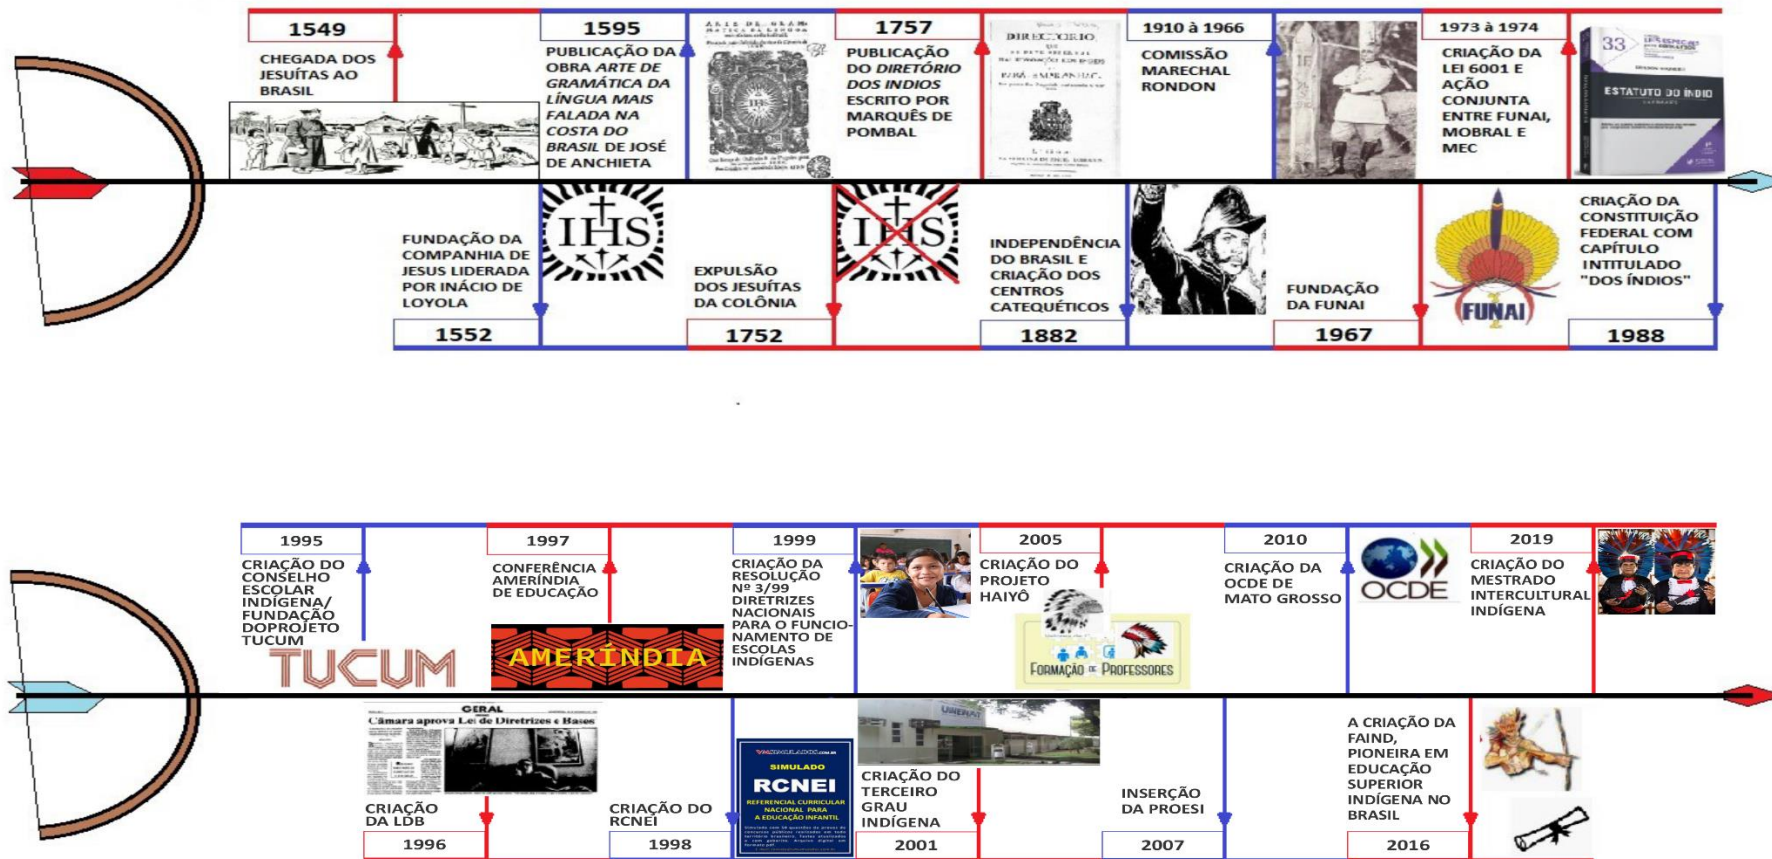 1549
CHEGADA DOS
JESUÍTAS AO
BRASIL
1595
PUBLICAÇÃO DA
OBRA ARTE DE
GRAMÁTICA DA
LÍNGUA MAIS
FALADA NA
COSTA DO
BRASIL DE JOSÉ
DE ANCHIETA
1757
PUBLICAÇÃO
DO DIRETÓRIO
DOS INDIOS
ESCRITO POR
MARQUÊS DE
POMBAL
DIRECTORIO,
1910 à 1966
COMISSÃO
MARECHAL
RONDON
1973 à 1974
CRIAÇÃO DA
LEI 6001 E
AÇÃO
CONJUNTA
ENTRE FUNAI,
MOBRAL E
MEC
33
ESTATUTO DO ÍNDIO
FUNDAÇÃO DA
COMPANHIA DE
JESUS LIDERADA
POR INÁCIO DE
LOYOLA
1552
IHS
EXPULSÃO
DOS JESUÍTAS
DA COLÔNIA
1752
IHS
INDEPENDÊNCIA
DO BRASIL E
CRIAÇÃO DOS
CENTROS
CATEQUÉTICOS
1882
FUNDAÇÃO
DA FUNAI
1967
FUNAI
CRIAÇÃO DA
CONSTITUIÇÃO
FEDERAL COM
CAPÍTULO
INTITULADO
"DOS ÍNDIOS"
1988
1995
CRIAÇÃO DO
CONSELHO
ESCOLAR
INDÍGENA/
FUNDAÇÃO
DOPROJETO
TUCUM
TUCUM
1997
CONFERÊNCIA
AMERÍNDIA
DE EDUCAÇÃO
AMERÍNDIA
1999
CRIAÇÃO DA
RESOLUÇÃO
Nº 3/99
DIRETRIZES
NACIONAIS
PARA O FUNCIO-
NAMENTO DE
ESCOLAS
INDÍGENAS
2005
CRIAÇÃO DO
PROJETO
HAIYÔ
FORMAÇÃO DE PROFESSORES
2010
CRIAÇÃO DA
OCDE DE
MATO GROSSO
OCDE
2019
CRIAÇÃO DO
MESTRADO
INTERCULTURAL
INDÍGENA
GERAL
Câmara aprova Lei de Diretrizes e Bases
CRIAÇÃO
DA LDB
1996
CRIAÇÃO DO
RCNEI
1998
SIMULADO
RCNEI
REFERENCIAL CURRICULAR
NACIONAL PARA
A EDUCAÇÃO INFANTIL
UNEMAT
CRIAÇÃO DO
TERCEIRO
GRAU
INDÍGENA
2001
INSERÇÃO
DA PROESI
2007
A CRIAÇÃO DA
FAIND,
PIONEIRA EM
EDUCAÇÃO
SUPERIOR
INDÍGENA NO
BRASIL
2016